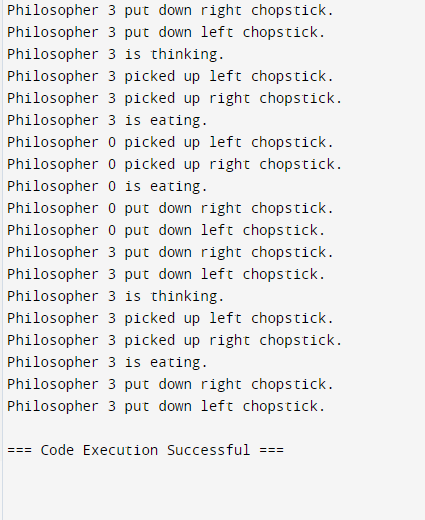 Philosopher 3 put down right chopstick.
Philosopher 3 put down left chopstick.
Philosopher 3 is thinking.
Philosopher 3 picked up left chopstick.
Philosopher 3 picked up right chopstick.
Philosopher 3 is eating.
Philosopher 0 picked up left chopstick.
Philosopher 0 picked up right chopstick.
Philosopher 0 is eating.
Philosopher 0 put down right chopstick.
Philosopher 0 put down left chopstick.
Philosopher 3 put down right chopstick.
Philosopher 3 put down left chopstick.
Philosopher 3 is thinking.
Philosopher 3 picked up left chopstick.
Philosopher 3 picked up right chopstick.
Philosopher 3 is eating.
Philosopher 3 put down right chopstick.
Philosopher 3 put down left chopstick.
=== Code Execution Successful ===